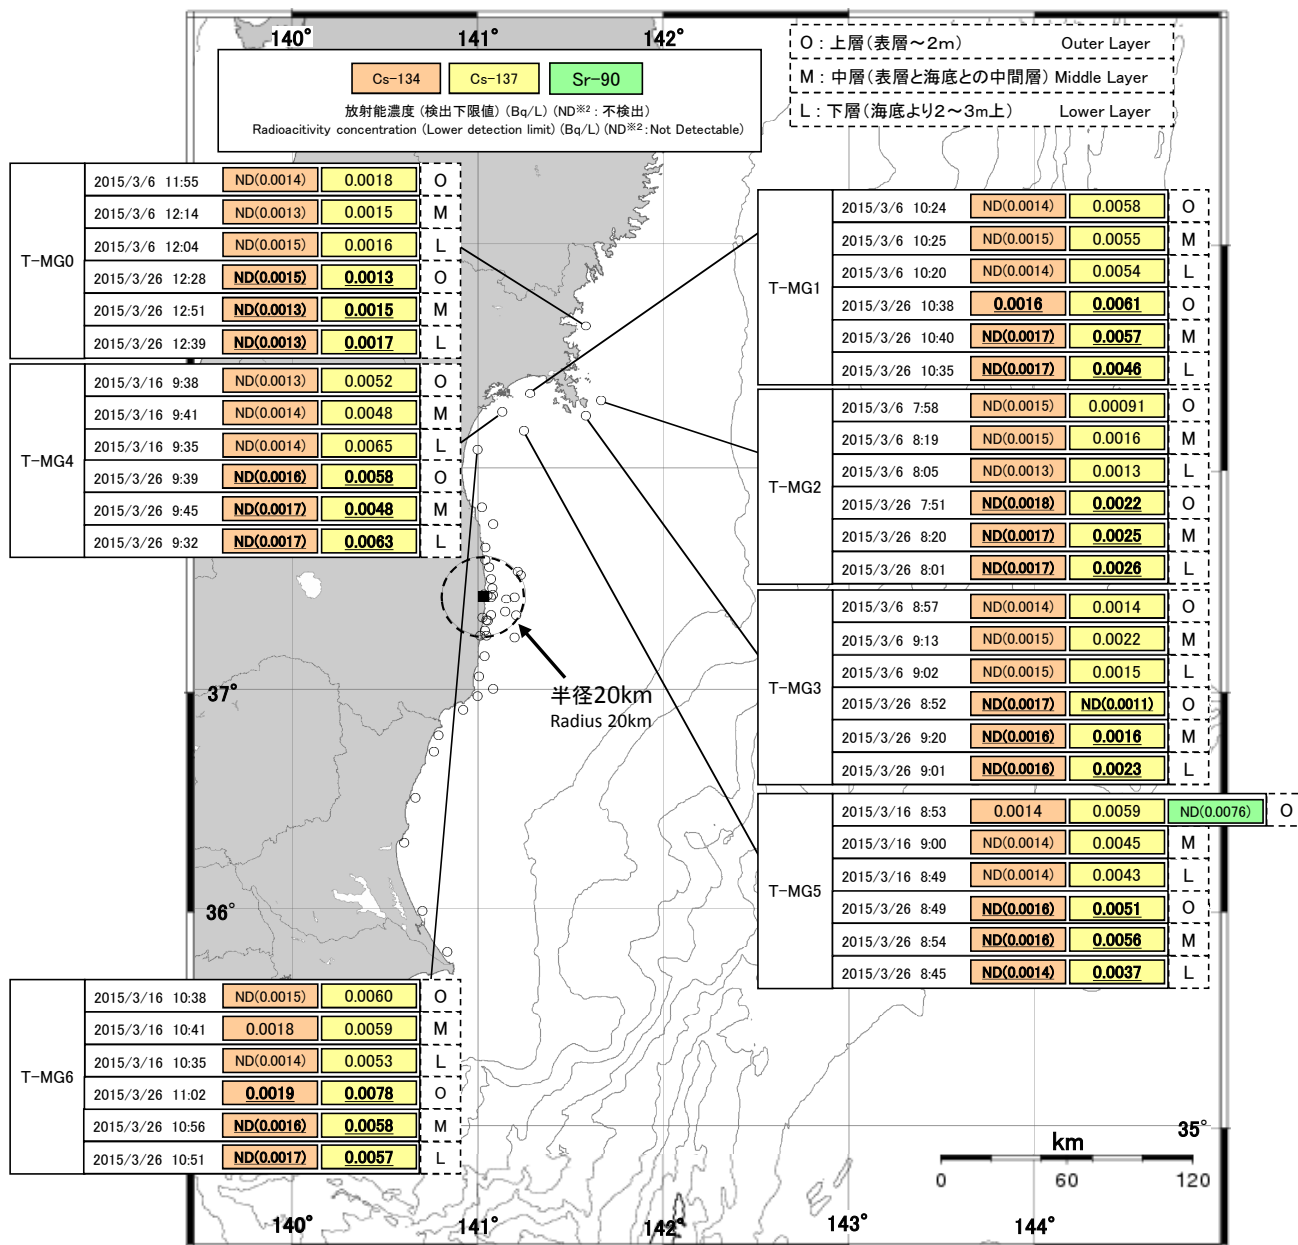 140° 141° 142°
Cs-134 Cs-137 Sr-90
放射能濃度(検出下限値)(Bq/L)(ND※2:不検出)
Radioacitivity concentration (Lower detection limit) (Bq/L) (ND※2:Not Detectable)
O:上層(表層~2m) Outer Layer
M:中層(表層と海底との中間層) Middle Layer
L:下層(海底より2~3m上) Lower Layer
T-MG0
2015/3/6 11:55 ND(0.0014) 0.0018 O
2015/3/6 12:14 ND(0.0013) 0.0015 M
2015/3/6 12:04 ND(0.0015) 0.0016 L
2015/3/26 12:28 ND(0.0015) 0.0013 O
2015/3/26 12:51 ND(0.0013) 0.0015 M
2015/3/26 12:39 ND(0.0013) 0.0017 L
T-MG4
2015/3/16 9:38 ND(0.0013) 0.0052 O
2015/3/16 9:41 ND(0.0014) 0.0048 M
2015/3/16 9:35 ND(0.0014) 0.0065 L
2015/3/26 9:39 ND(0.0016) 0.0058 O
2015/3/26 9:45 ND(0.0017) 0.0048 M
2015/3/26 9:32 ND(0.0017) 0.0063 L
T-MG1
2015/3/6 10:24 ND(0.0014) 0.0058 O
2015/3/6 10:25 ND(0.0015) 0.0055 M
2015/3/6 10:20 ND(0.0014) 0.0054 L
2015/3/26 10:38 0.0016 0.0061 O
2015/3/26 10:40 ND(0.0017) 0.0057 M
2015/3/26 10:35 ND(0.0017) 0.0046 L
T-MG2
2015/3/6 7:58 ND(0.0015) 0.00091 O
2015/3/6 8:19 ND(0.0015) 0.0016 M
2015/3/6 8:05 ND(0.0013) 0.0013 L
2015/3/26 7:51 ND(0.0018) 0.0022 O
2015/3/26 8:20 ND(0.0017) 0.0025 M
2015/3/26 8:01 ND(0.0017) 0.0026 L
T-MG3
2015/3/6 8:57 ND(0.0014) 0.0014 O
2015/3/6 9:13 ND(0.0015) 0.0022 M
2015/3/6 9:02 ND(0.0015) 0.0015 L
2015/3/26 8:52 ND(0.0017) ND(0.0011) O
2015/3/26 9:20 ND(0.0016) 0.0016 M
2015/3/26 9:01 ND(0.0016) 0.0023 L
半径20km
Radius 20km
37°
36°
T-MG5
2015/3/16 8:53 0.0014 0.0059 ND(0.0076) O
2015/3/16 9:00 ND(0.0014) 0.0045 M
2015/3/16 8:49 ND(0.0014) 0.0043 L
2015/3/26 8:49 ND(0.0016) 0.0051 O
2015/3/26 8:54 ND(0.0016) 0.0056 M
2015/3/26 8:45 ND(0.0014) 0.0037 L
T-MG6
2015/3/16 10:38 ND(0.0015) 0.0060 O
2015/3/16 10:41 0.0018 0.0059 M
2015/3/16 10:35 ND(0.0014) 0.0053 L
2015/3/26 11:02 0.0019 0.0078 O
2015/3/26 10:56 ND(0.0016) 0.0058 M
2015/3/26 10:51 ND(0.0017) 0.0057 L
35°
km
0 60 120
140° 141° 142° 143° 144°